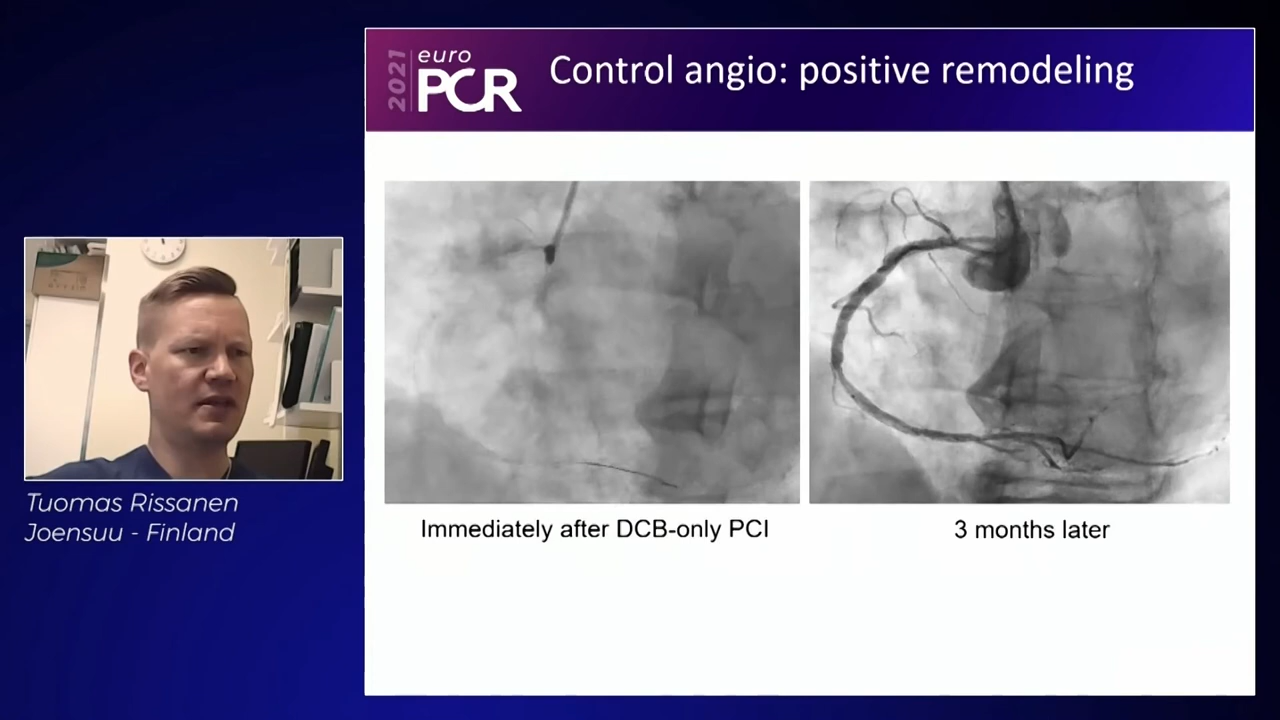 2021
euro
PCR
Control angio: positive remodeling
Tuomas Rissanen
Joensuu - Finland
Immediately after DCB-only PCI
3 months later